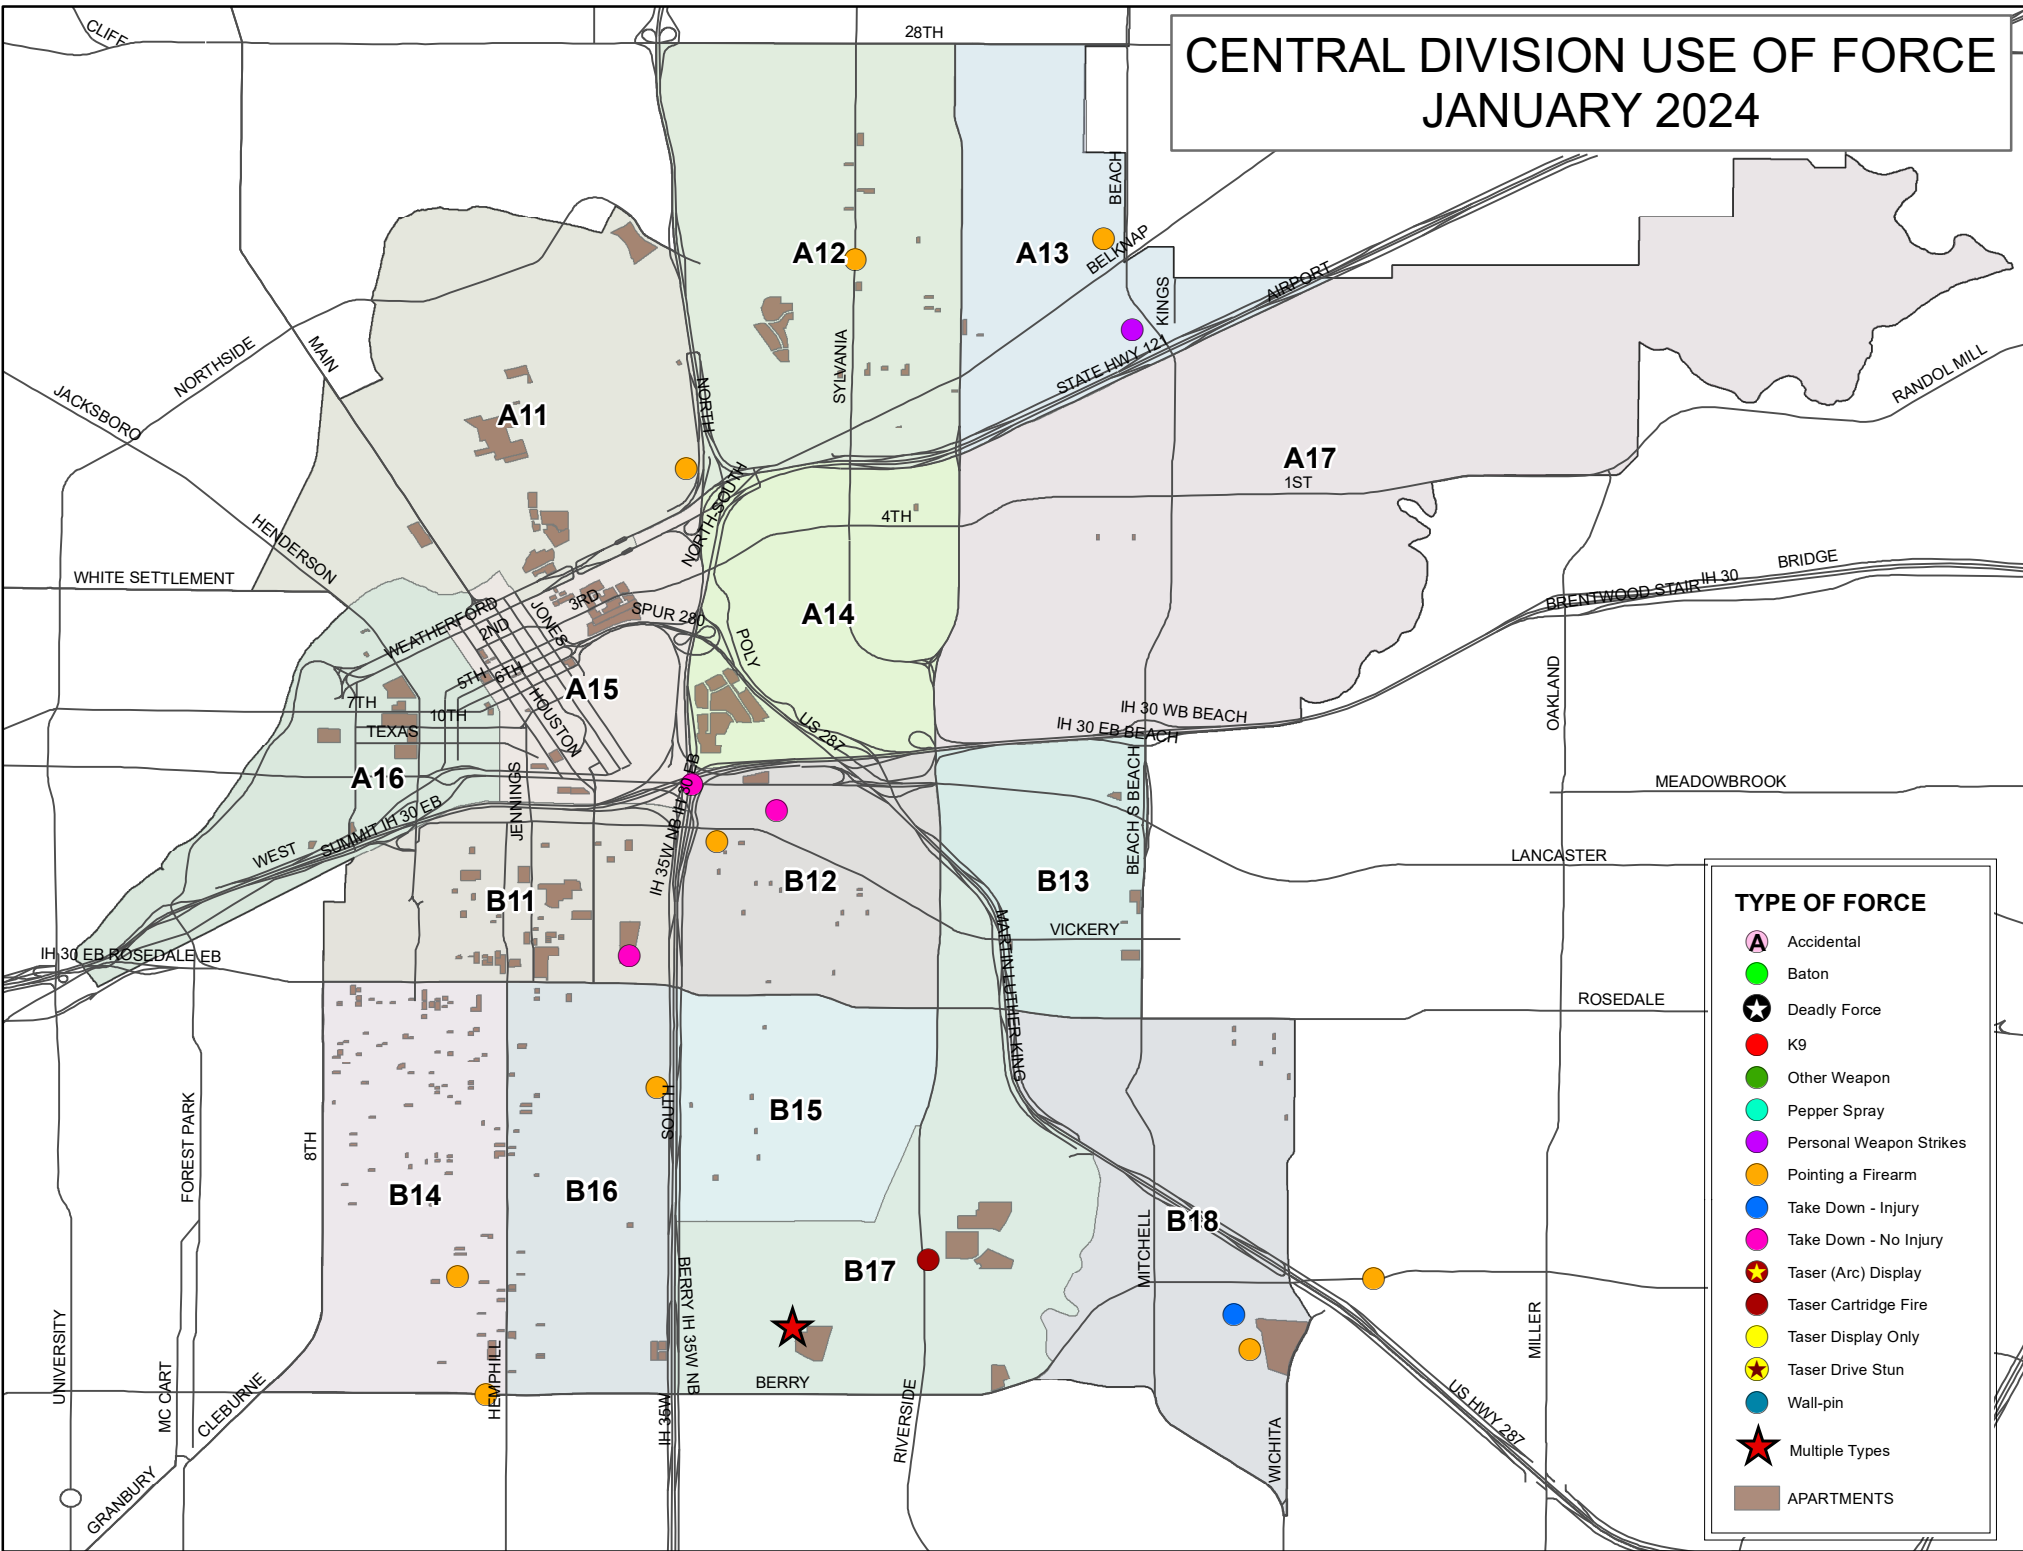 CENTRAL DIVISION USE OF FORCE
JANUARY 2024
CLIFF
28TH
BEACH
A12
A13
BELKNAP
KINGS
AIRPORT
NORTHSIDE
MAIN
SYLVANIA
STATE HWY 121
RANDOL MILL
JACKSBORO
NORTH
A11
A17
1ST
NORTH-SOUTH
4TH
HENDERSON
WHITE SETTLEMENT
BRIDGE
IH 30
BRENTWOOD STAIR
WEATHERFORD
2ND
JONES
3RD
SPUR 280
A14
POLY
5TH
6TH
A15
OAKLAND
7TH
10TH
HOUSTON
TEXAS
US 287
IH 30 WB BEACH
IH 30 EB BEACH
A16
JENNINGS
MEADOWBROOK
SUMMIT IH 30 EB
WEST
IH 35W NB IH 30 EB
BEACH S BEACH
LANCASTER
B11
B12
B13
VICKERY
MARTIN LUTHER KING
IH 30 EB ROSEDALE EB
ROSEDALE
FOREST PARK
8TH
SOUTH
B15
B14
B16
MITCHELL
B18
B17
UNIVERSITY
MC CART
CLEBURNE
HEMPHILL
BERRY IH 35W NB
BERRY
MILLER
GRANBURY
IH 35W
RIVERSIDE
WICHITA
US HWY 287
TYPE OF FORCE
A Accidental
Baton
Deadly Force
K9
Other Weapon
Pepper Spray
Personal Weapon Strikes
Pointing a Firearm
Take Down - Injury
Take Down - No Injury
Taser (Arc) Display
Taser Cartridge Fire
Taser Display Only
Taser Drive Stun
Wall-pin
Multiple Types
APARTMENTS